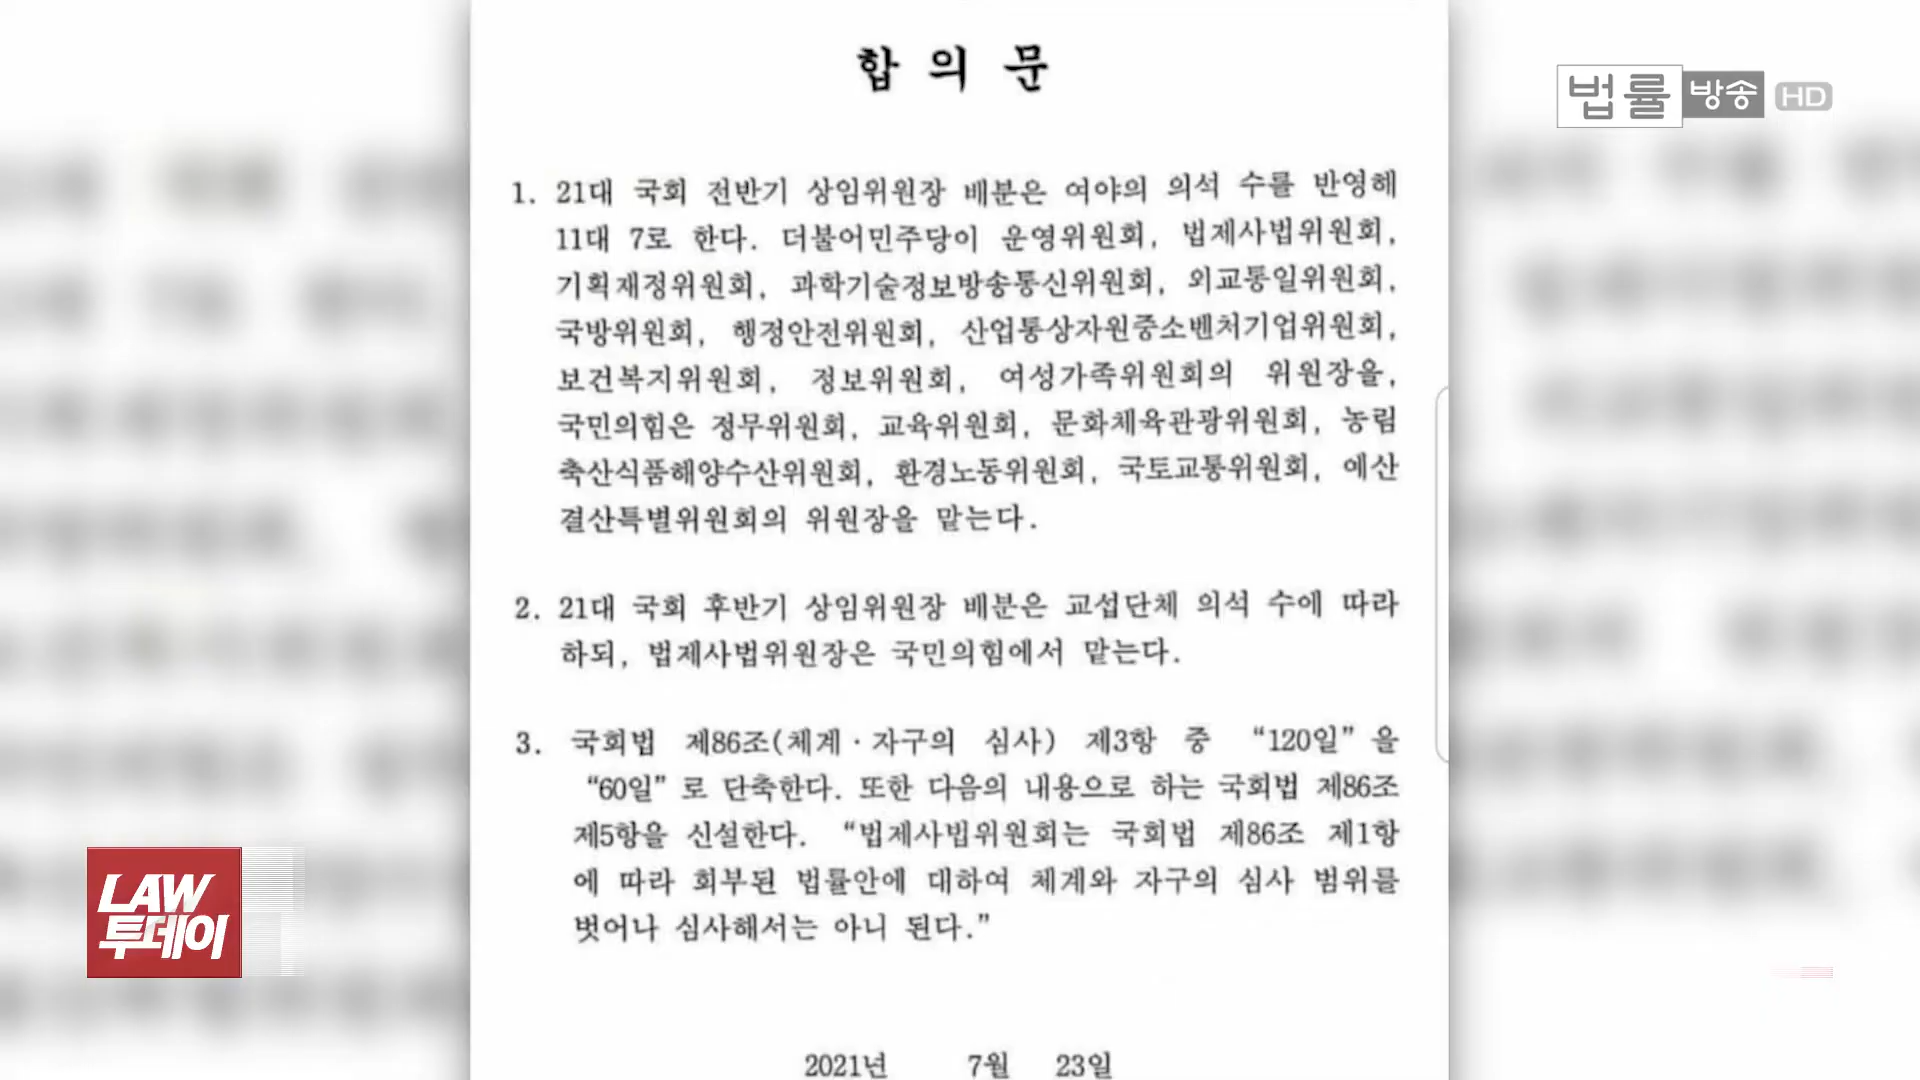 합 의 문
법률방송 HD
1. 21대 국회 전반기 상임위원장 배분은 여야의 의석 수를 반영해
11대 7로 한다. 더불어민주당이 운영위원회, 법제사법위원회,
기획재정위원회, 과학기술정보방송통신위원회, 외교통일위원회,
국방위원회, 행정안전위원회, 산업통상자원중소벤처기업위원회,
보건복지위원회, 정보위원회, 여성가족위원회의 위원장을,
국민의힘은 정무위원회, 교육위원회, 문화체육관광위원회, 농림
축산식품해양수산위원회, 환경노동위원회, 국토교통위원회, 예산
결산특별위원회의 위원장을 맡는다.
2. 21대 국회 후반기 상임위원장 배분은 교섭단체 의석 수에 따라
하되, 법제사법위원장은 국민의힘에서 맡는다.
3. 국회법 제86조(체계·자구의 심사) 제3항 중 “120일”을
“60일”로 단축한다. 또한 다음의 내용으로 하는 국회법 제86조
제5항을 신설한다. “법제사법위원회는 국회법 제86조 제1항
에 따라 회부된 법률안에 대하여 체계와 자구의 심사 범위를
벗어나 심사해서는 아니 된다.”
2021년 7월 23일
LAW
투데이